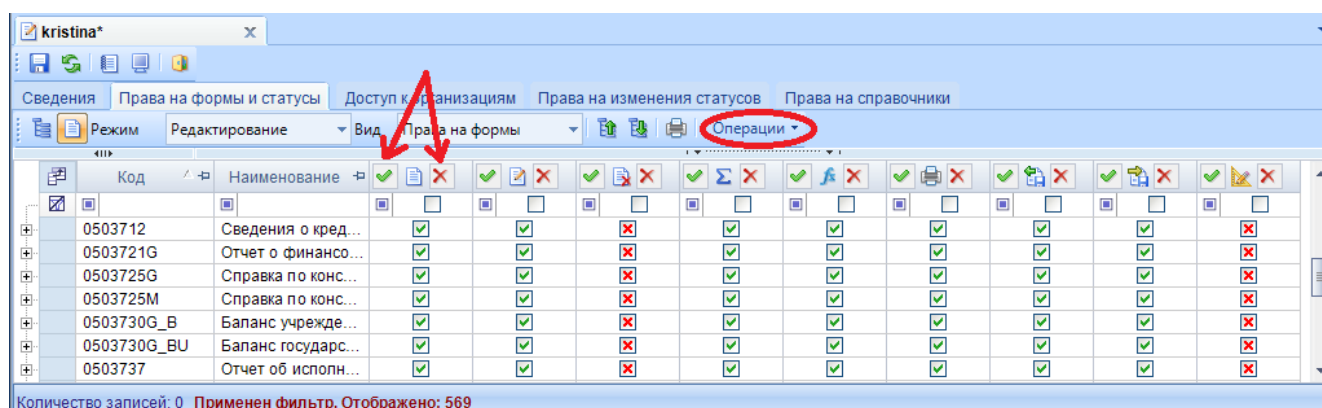 kristina* x
Сведения Права на формы и статусы Доступ к организациям Права на изменения статусов Права на справочники
Режим Редактирование Вид Права на формы Операции
Код Наименование
0503712 Сведения о кред...
0503721G Отчет о финансо...
0503725G Справка по конс...
0503725M Справка по конс...
0503730G_B Баланс учрежде...
0503730G_BU Баланс государс...
0503737 Отчет об исполн...
Количество записей: 0 Применен фильтр. Отображено: 569